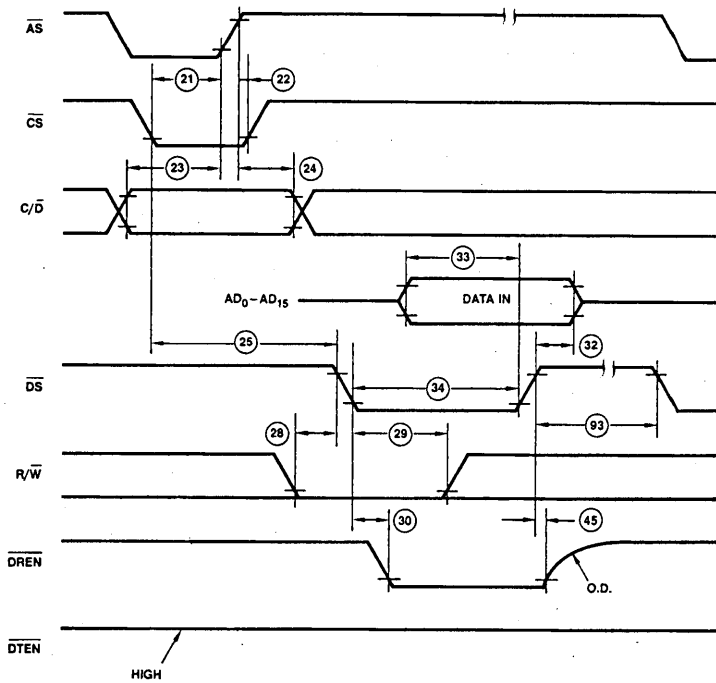 AS
21
22
CS
23
24
C/D
33
AD0–AD15
DATA IN
25
32
DS
34
28
29
93
R/W
30
45
DREN
O.D.
DTEN
HIGH